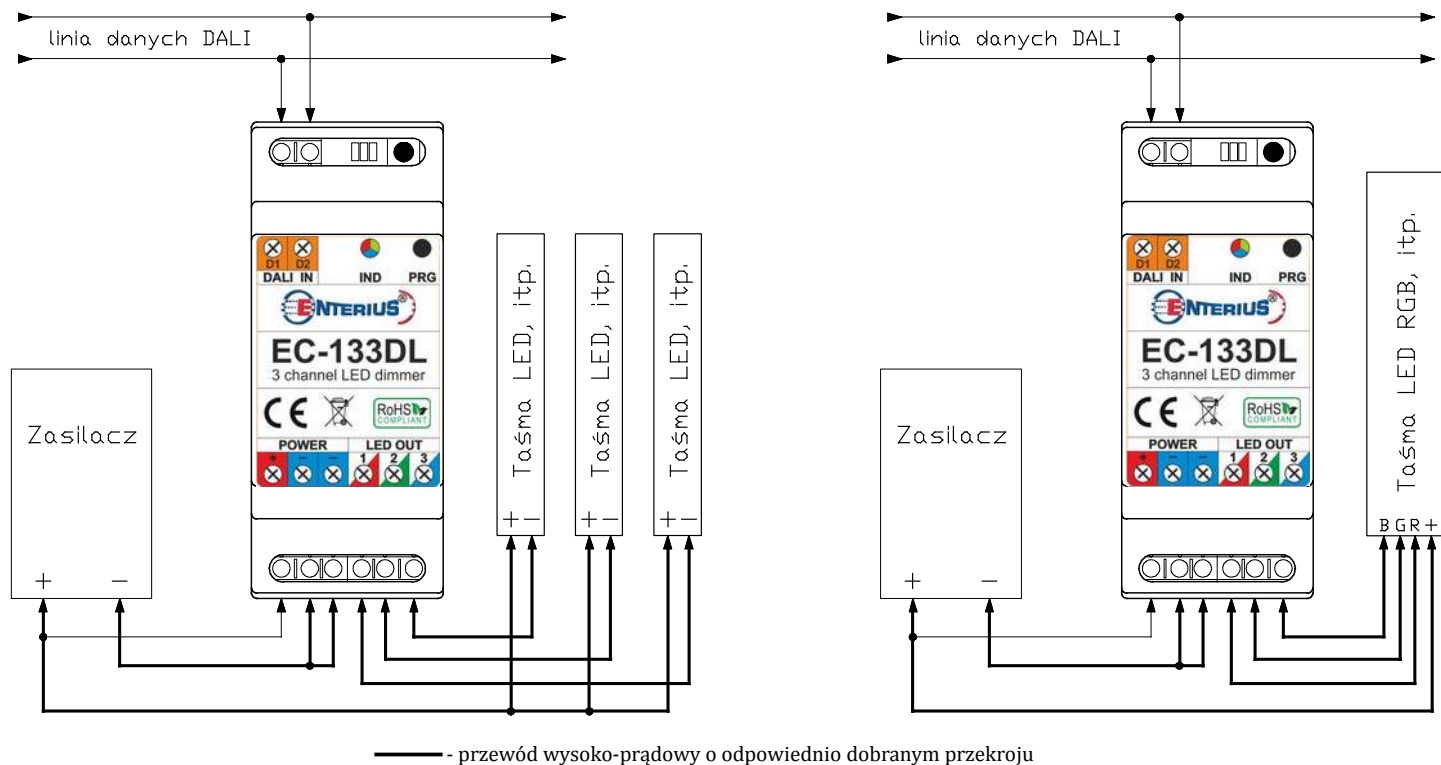 linia danych DALI
D1 D2
DALI IN IND PRG
ENTERIUS®
EC-133DL
3 channel LED dimmer
CE RoHS
COMPLIANT
POWER LED OUT
+ − − 1 2 3
Zasilacz
+ −
Taśma LED, itp.
+ −
Taśma LED, itp.
+ −
Taśma LED, itp.
+ −
linia danych DALI
D1 D2
DALI IN IND PRG
ENTERIUS®
EC-133DL
3 channel LED dimmer
CE RoHS
COMPLIANT
POWER LED OUT
+ − − 1 2 3
Zasilacz
+ −
Taśma LED RGB, itp.
B G R +
- przewód wysoko-prądowy o odpowiednio dobranym przekroju